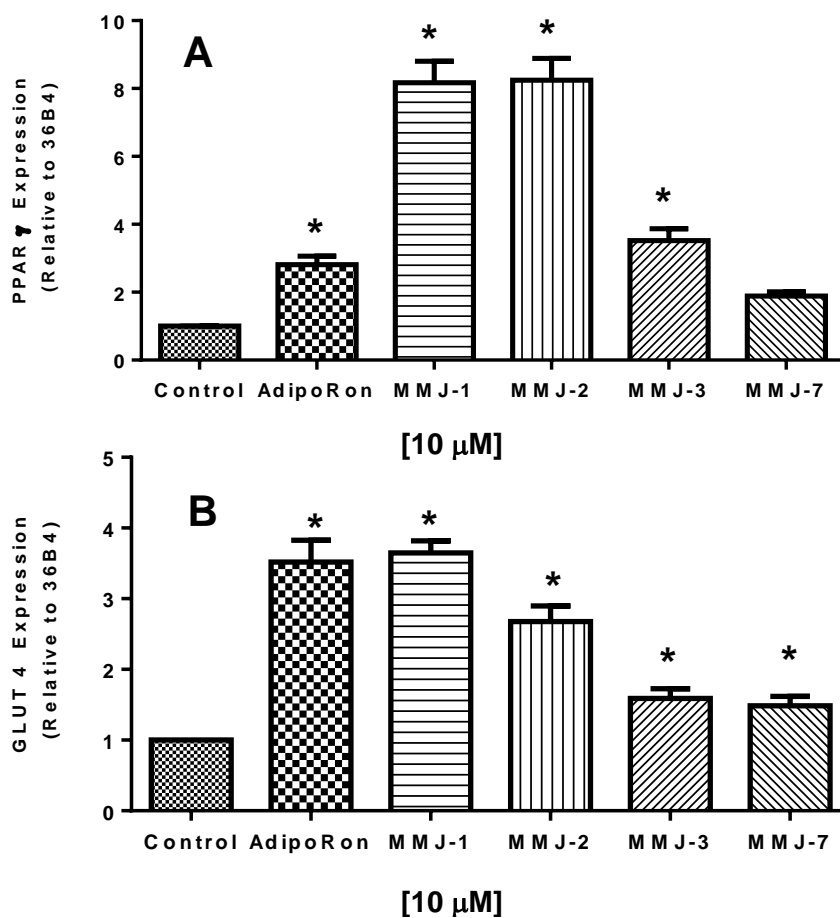 A
PPARγ Expression
(Relative to 36B4)
10
8
6
4
2
0
* * * *
Control AdipoRon MMJ-1 MMJ-2 MMJ-3 MMJ-7
[10 μM]
B
GLUT 4 Expression
(Relative to 36B4)
5
4
3
2
1
0
* * * * *
Control AdipoRon MMJ-1 MMJ-2 MMJ-3 MMJ-7
[10 μM]